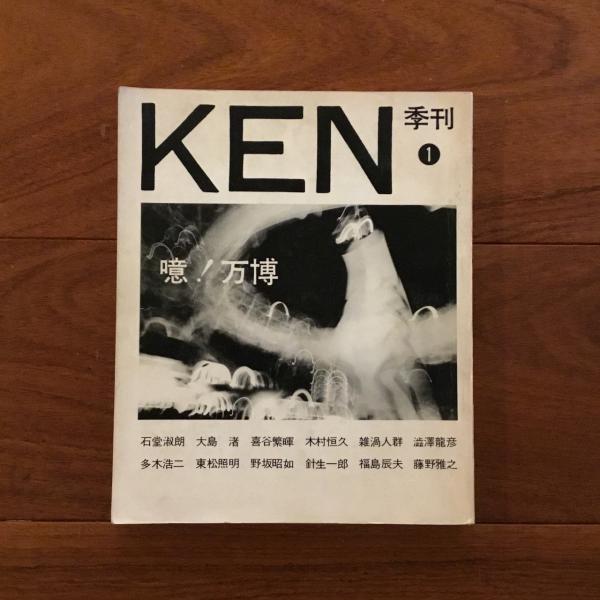 KEN
季刊
1
噫！万博
石堂淑朗 大島 渚 喜谷繁暉 木村恒久 雑渦人群 澁澤龍彦
多木浩二 東松照明 野坂昭如 針生一郎 福島辰夫 藤野雅之